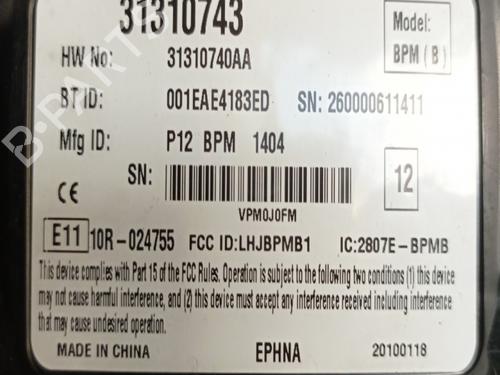 31310743
Model:
BPM ( B )
HW No: 31310740AA
BT ID: 001EAE4183ED SN: 260000611411
Mfg ID: P12 BPM 1404
SN:
12
VPM0J0FM
E11 10R-024755 FCC ID:LHJBPMB1 IC:2807E-BPMB
This device complies with Part 15 of the FCC Rules. Operation is subject to the following two conditions (1) this device
may not cause harmful interference, and (2) this device must accept any interference received including interference
that may cause undesired operation.
MADE IN CHINA EPHNA 20100118